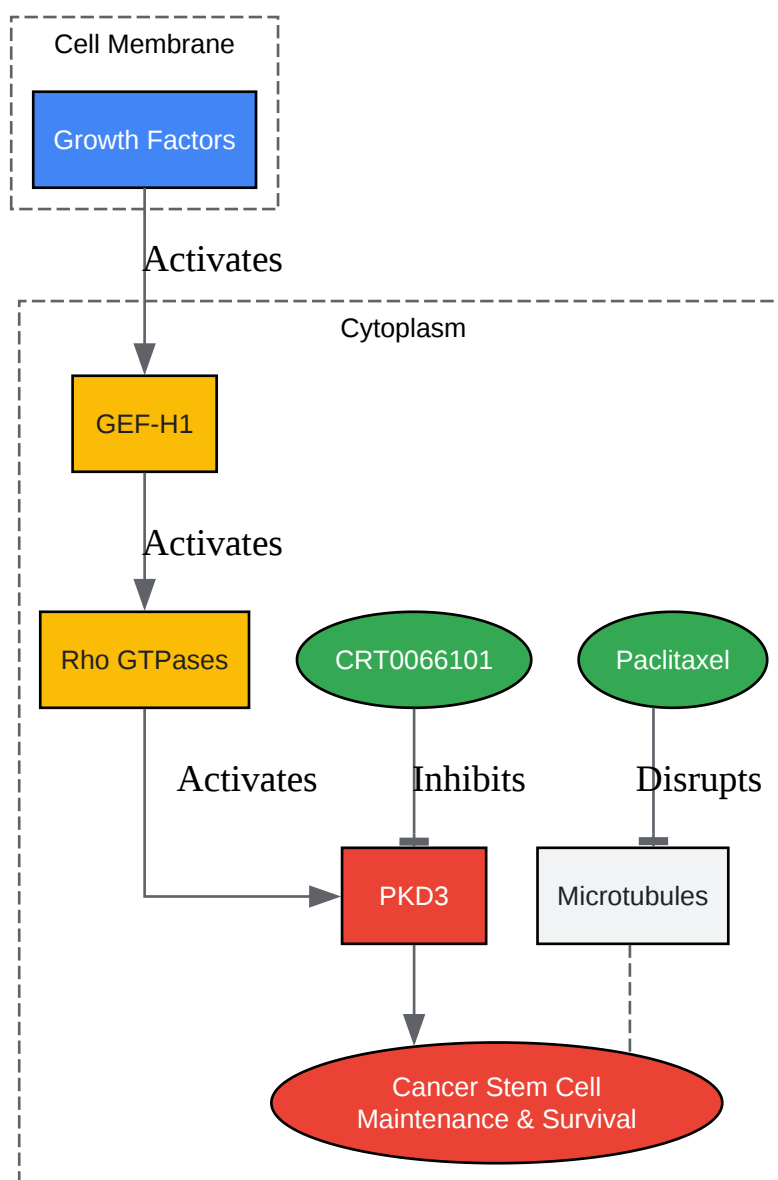 Cell Membrane
Growth Factors
Activates
Cytoplasm
GEF-H1
Activates
Rho GTPases
CRT0066101
Paclitaxel
Activates
Inhibits
Disrupts
PKD3
Microtubules
Cancer Stem Cell
Maintenance & Survival